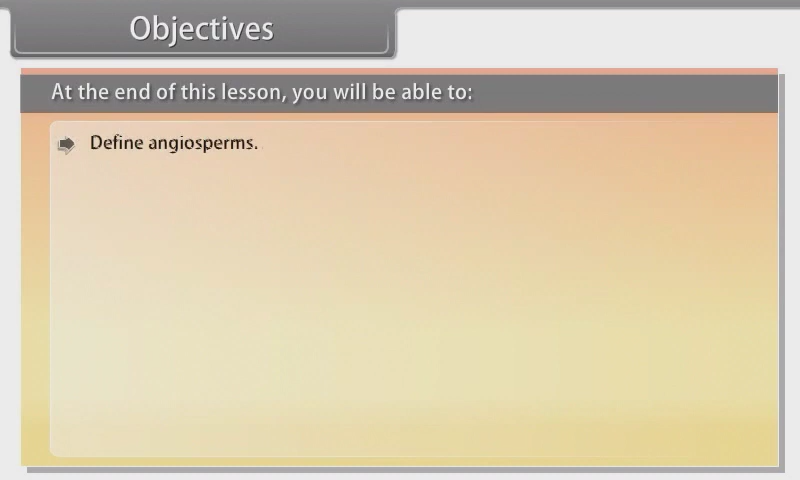 Objectives
At the end of this lesson, you will be able to:
Define angiosperms.